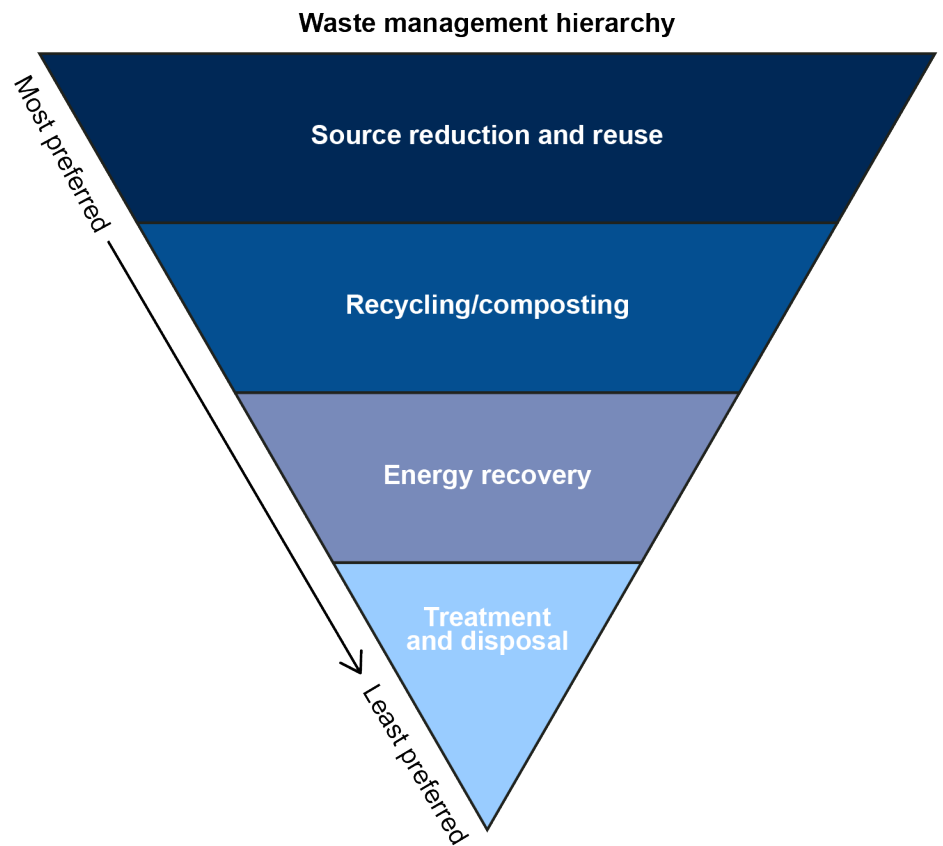 Waste management hierarchy
Most preferred
Source reduction and reuse
Recycling/composting
Energy recovery
Treatment
and disposal
Least preferred